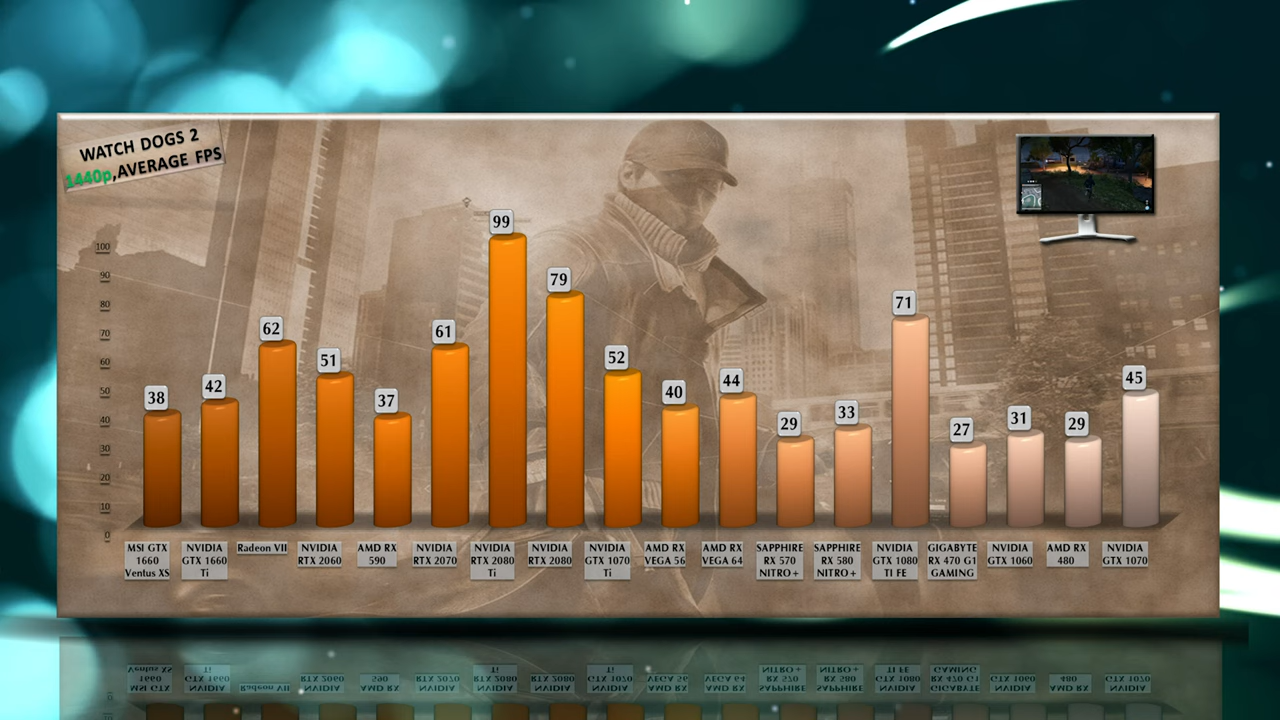 WATCH DOGS 2
1440p,AVERAGE FPS
100
90
80
70
60
50
40
30
20
10
0
38
42
62
51
37
61
99
79
52
40
44
29
33
71
27
31
29
45
MSI GTX
1660
Ventus XS
NVIDIA
GTX 1660
Ti
Radeon VII
NVIDIA
RTX 2060
AMD RX
590
NVIDIA
RTX 2070
NVIDIA
RTX 2080
Ti
NVIDIA
RTX 2080
NVIDIA
GTX 1070
Ti
AMD RX
VEGA 56
AMD RX
VEGA 64
SAPPHIRE
RX 570
NITRO+
SAPPHIRE
RX 580
NITRO+
NVIDIA
GTX 1080
TI FE
GIGABYTE
RX 470 G1
GAMING
NVIDIA
GTX 1060
AMD RX
480
NVIDIA
GTX 1070